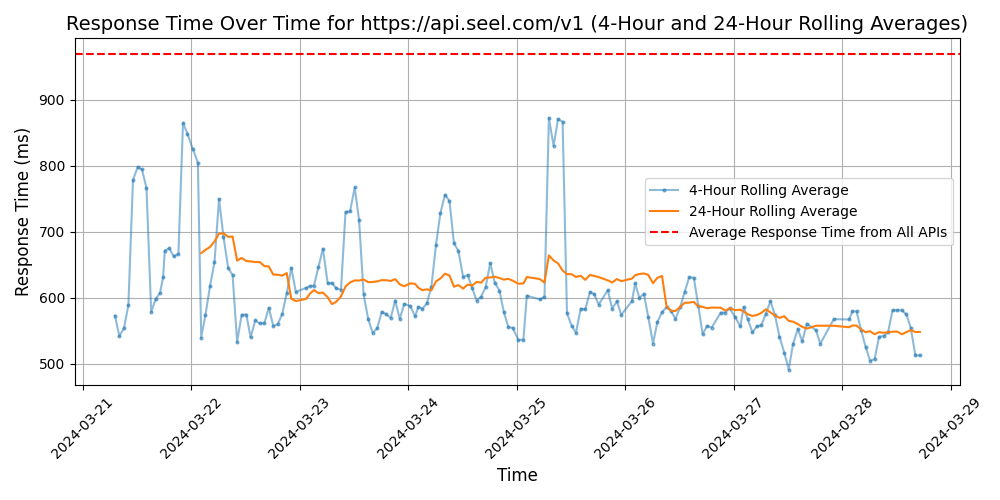 Response Time Over Time for https://api.seel.com/v1 (4-Hour and 24-Hour Rolling Averages)
Response Time (ms)
900
800
700
600
500
4-Hour Rolling Average
24-Hour Rolling Average
Average Response Time from All APIs
2024-03-21
2024-03-22
2024-03-23
2024-03-24
2024-03-25
2024-03-26
2024-03-27
2024-03-28
2024-03-29
Time